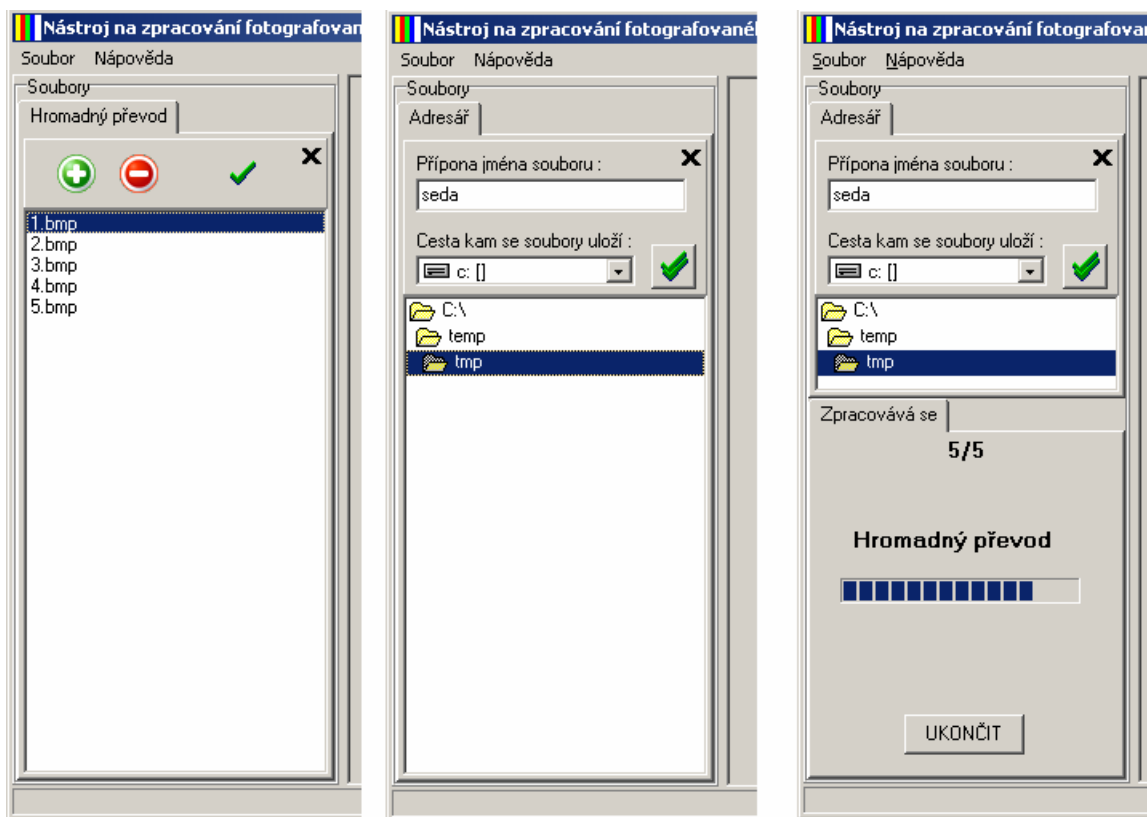 Nástroj na zpracování fotografovan
Soubor Nápověda
Soubory
Hromadný převod
1.bmp
2.bmp
3.bmp
4.bmp
5.bmp
Nástroj na zpracování fotografované
Soubor Nápověda
Soubory
Adresář
Přípona jména souboru :
seda
Cesta kam se soubory uloží :
c: []
C:\
temp
tmp
Nástroj na zpracování fotografova
Soubor Nápověda
Soubory
Adresář
Přípona jména souboru :
seda
Cesta kam se soubory uloží :
c: []
C:\
temp
tmp
Zpracovává se
5/5
Hromadný převod
UKONČIT